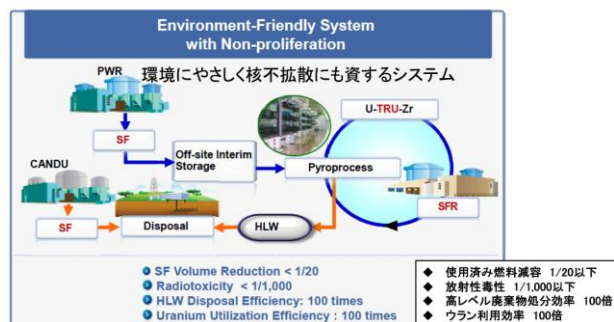 Environment-Friendly System
with Non-proliferation
PWR
環境にやさしく核不拡散にも資するシステム
U-TRU-Zr
SF
Off-site Interim
Storage
Pyroprocess
CANDU
SFR
SF
Disposal
HLW
SF Volume Reduction < 1/20
Radiotoxicity < 1/1,000
HLW Disposal Efficiency: 100 times
Uranium Utilization Efficiency : 100 times
◆ 使用済み燃料減容 1/20以下
◆ 放射性毒性 1/1,000以下
◆ 高レベル廃棄物処分効率 100倍
◆ ウラン利用効率 100倍